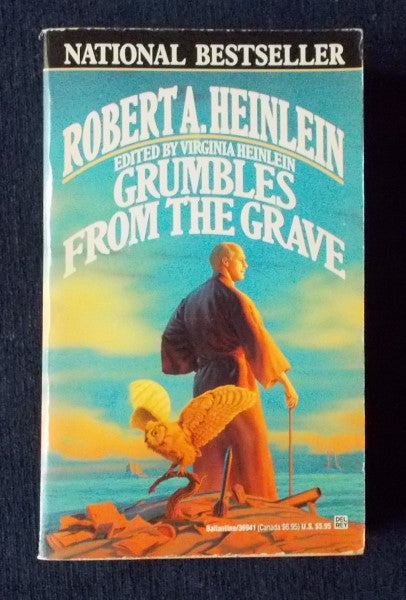 NATIONAL BESTSELLER
ROBERT A. HEINLEIN
EDITED BY VIRGINIA HEINLEIN
GRUMBLES
FROM THE GRAVE
Ballantine/36941 (Canada $6.95) U.S. $5.95
DEL
REY